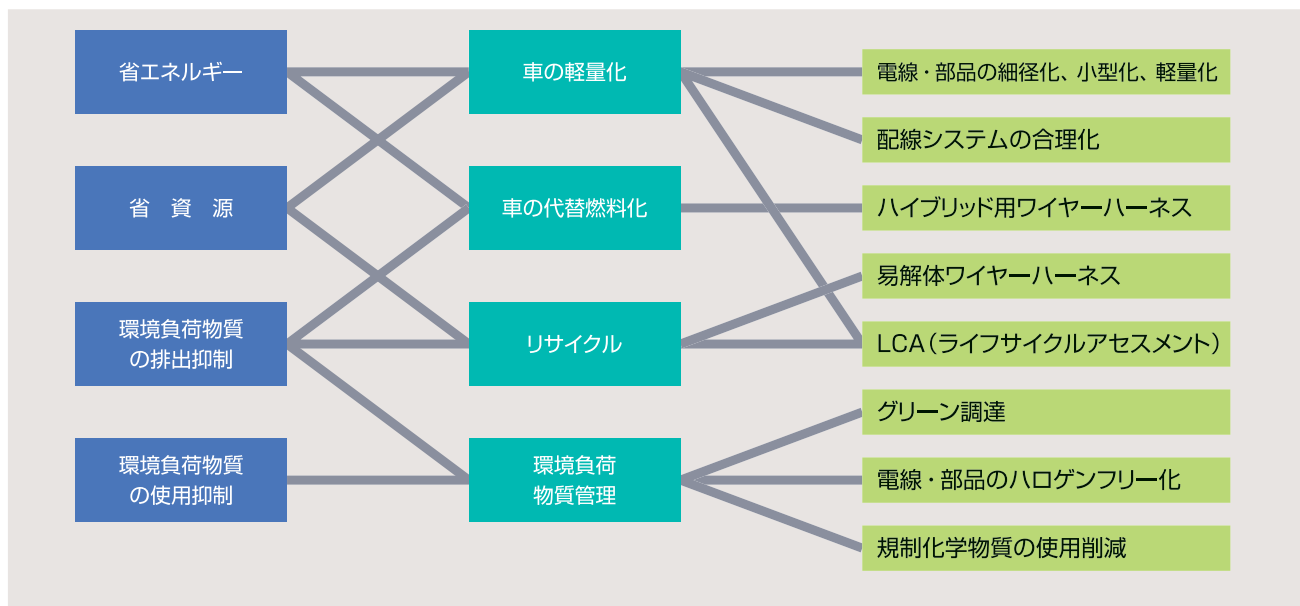 省エネルギー
省　資　源
環境負荷物質
の排出抑制
環境負荷物質
の使用抑制
車の軽量化
車の代替燃料化
リサイクル
環境負荷
物質管理
電線・部品の細径化、小型化、軽量化
配線システムの合理化
ハイブリッド用ワイヤーハーネス
易解体ワイヤーハーネス
LCA（ライフサイクルアセスメント）
グリーン調達
電線・部品のハロゲンフリー化
規制化学物質の使用削減